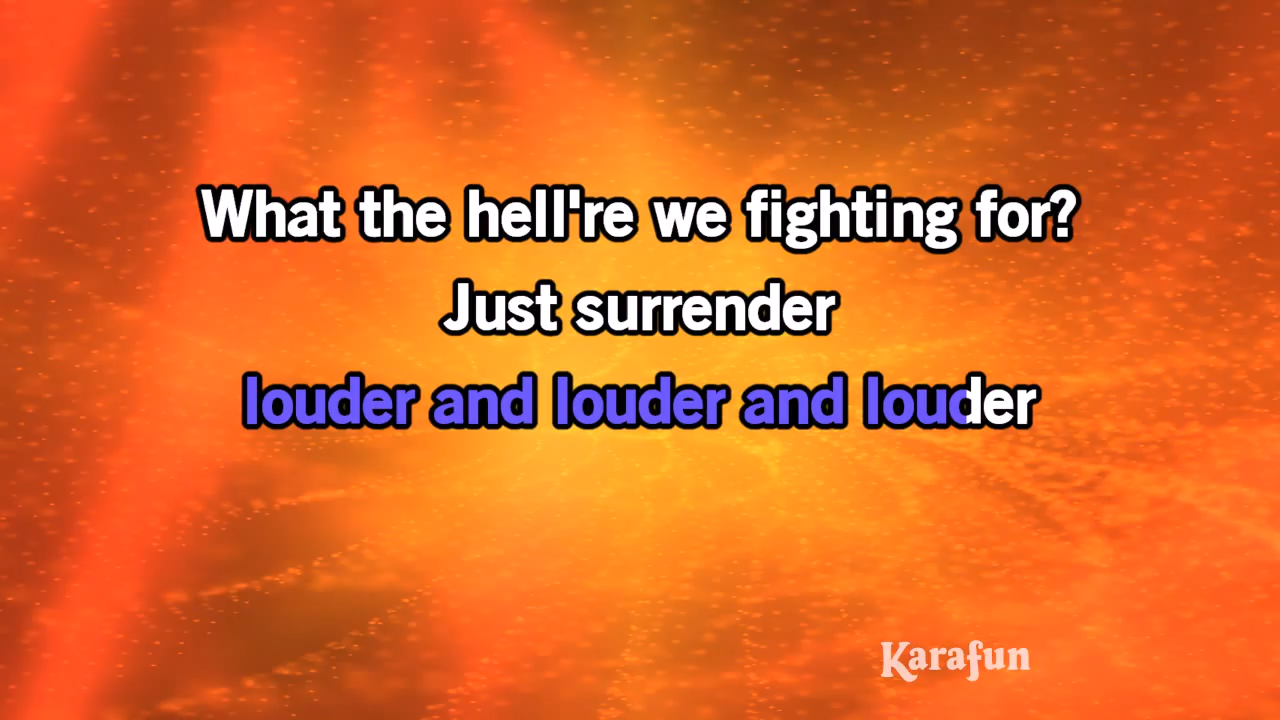 What the hell're we fighting for?
Just surrender
louder and louder and louder
Karafun